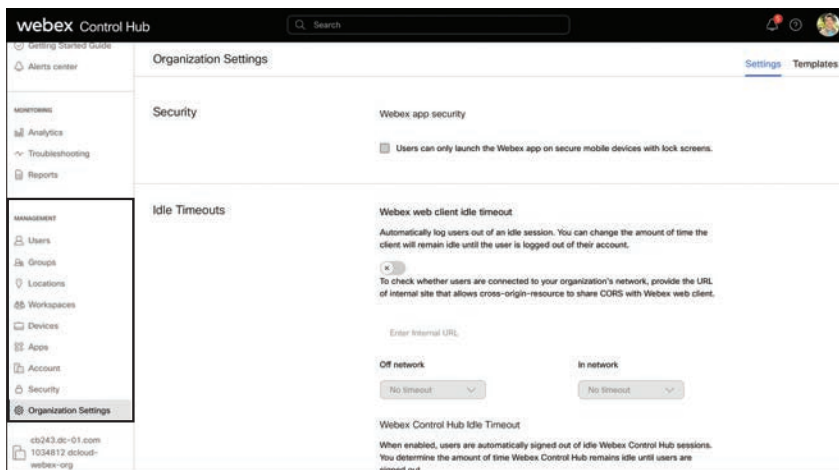 webex Control Hub
Search
Getting Started Guide
Alerts center
MONITORING
Analytics
Troubleshooting
Reports
MANAGEMENT
Users
Groups
Locations
Workspaces
Devices
Apps
Account
Security
Organization Settings
cb243.dc-01.com
1034812 dcloud-
webex-org
Organization Settings
Settings Templates
Security
Webex app security
Users can only launch the Webex app on secure mobile devices with lock screens.
Idle Timeouts
Webex web client idle timeout
Automatically log users out of an idle session. You can change the amount of time the
client will remain idle until the user is logged out of their account.
To check whether users are connected to your organization's network, provide the URL
of internal site that allows cross-origin-resource to share CORS with Webex web client.
Enter Internal URL
Off network In network
No timeout No timeout
Webex Control Hub Idle Timeout
When enabled, users are automatically signed out of idle Webex Control Hub sessions.
You determine the amount of time Webex Control Hub remains idle until users are
signed out.